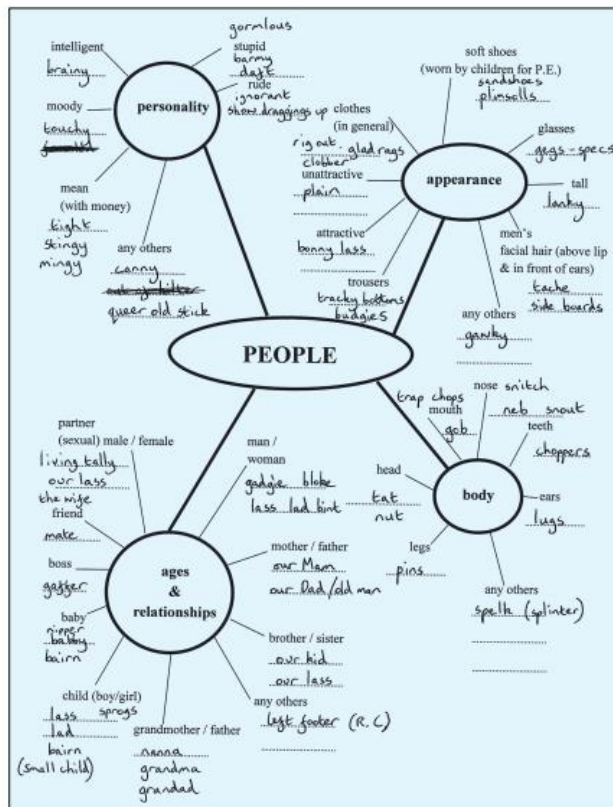 gormlous
intelligent
brainy
stupid
barmy
daft
rude
ignorant
show draggings up
moody
touchy
personality
mean
(with money)
tight
stingy
mingy
any others
canny
queer old stick
soft shoes
(worn by children for P.E.)
sandshoes
plimsolls
clothes
(in general)
rig out - glad rags
clobber
glasses
gegs - specs
unattractive
plain
appearance
tall
lanky
attractive
bonny lass
men's
facial hair (above lip
& in front of ears)
tache
side boards
trousers
tracky bottoms
budgies
any others
gawky
PEOPLE
partner
(sexual) male / female
living tally
our lass
the wife
man /
woman
gadgie bloke
lass lad bint
friend
mate
boss
gaffer
ages
&
relationships
mother / father
our Mam
our Dad/old man
baby
nipper
babby
bairn
brother / sister
our kid
our lass
child (boy/girl)
lass sprogs
lad
bairn
(small child)
grandmother / father
nanna
grandma
grandad
any others
left footer (R.C)
trap chops
mouth
gob
nose snitch
neb snout
teeth
choppers
head
tat
nut
body
ears
lugs
legs
pins
any others
spelk (splinter)